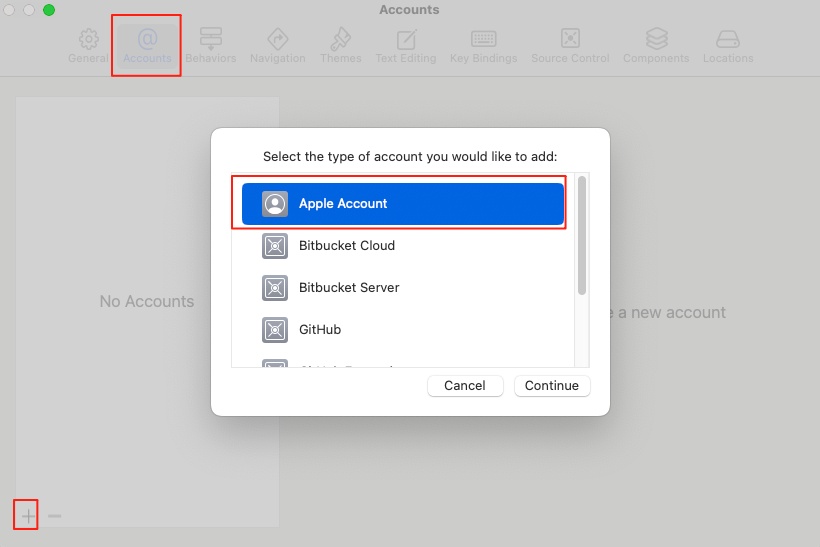 Accounts
General
Accounts
Behaviors
Navigation
Themes
Text Editing
Key Bindings
Source Control
Components
Locations
Select the type of account you would like to add:
Apple Account
Bitbucket Cloud
Bitbucket Server
GitHub
No Accounts
a new account
Cancel
Continue